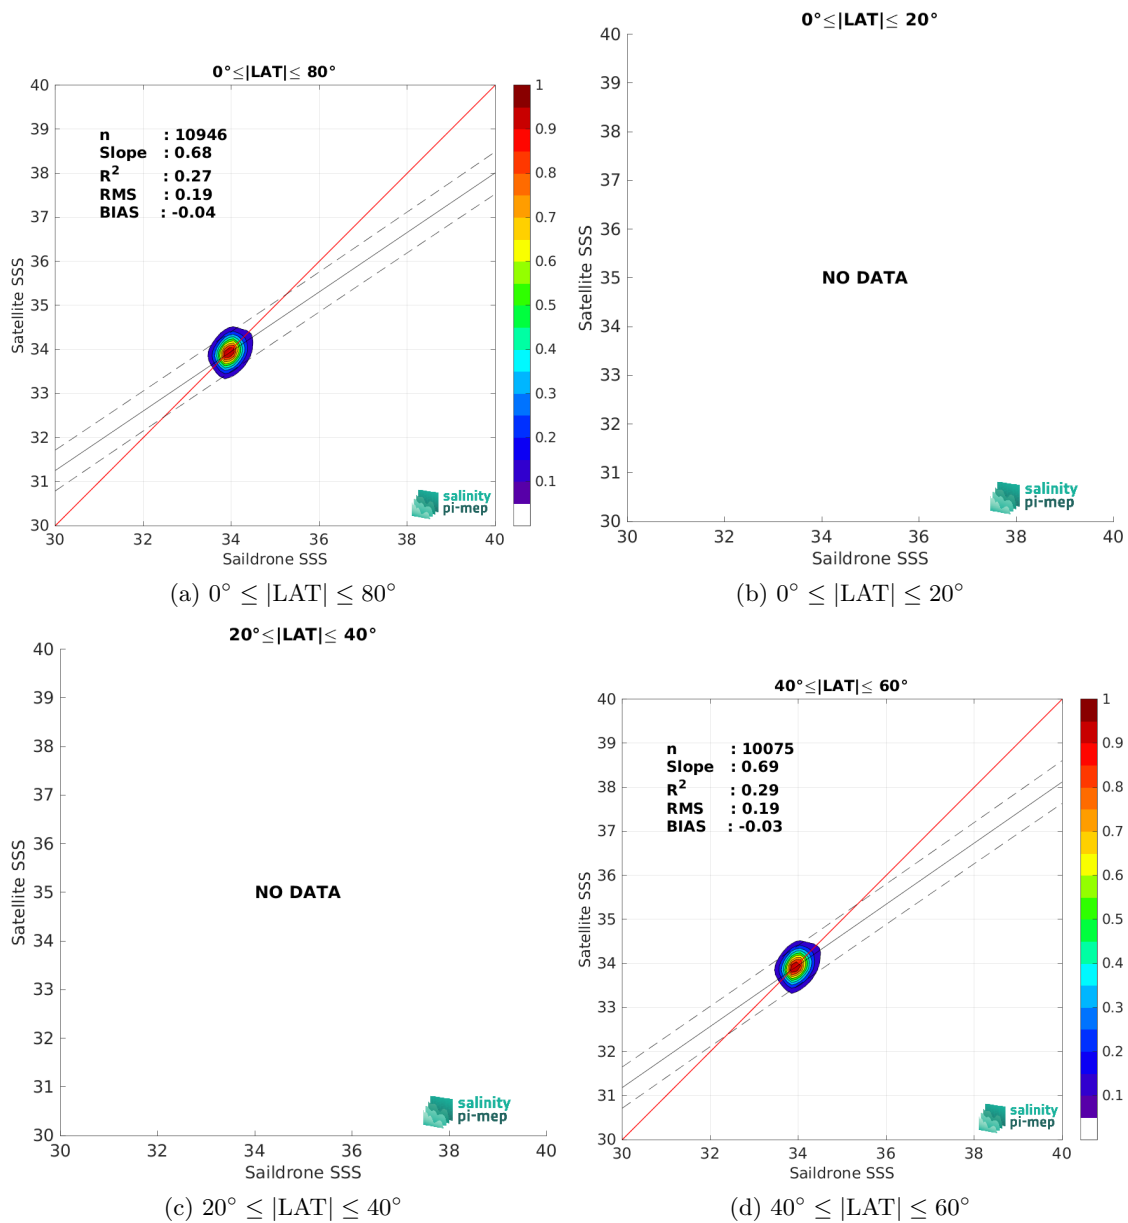 0°≤|LAT|≤ 80°
40
39
38
37
36
35
34
33
32
31
30
Satellite SSS
n : 10946
Slope : 0.68
R² : 0.27
RMS : 0.19
BIAS : -0.04
salinity
pi-mep
30 32 34 36 38 40
Saildrone SSS
1
0.9
0.8
0.7
0.6
0.5
0.4
0.3
0.2
0.1
(a) 0° ≤ |LAT| ≤ 80°
0°≤|LAT|≤ 20°
40
39
38
37
36
35
34
33
32
31
30
Satellite SSS
NO DATA
salinity
pi-mep
30 32 34 36 38 40
Saildrone SSS
(b) 0° ≤ |LAT| ≤ 20°
20°≤|LAT|≤ 40°
40
39
38
37
36
35
34
33
32
31
30
Satellite SSS
NO DATA
salinity
pi-mep
30 32 34 36 38 40
Saildrone SSS
(c) 20° ≤ |LAT| ≤ 40°
40°≤|LAT|≤ 60°
40
39
38
37
36
35
34
33
32
31
30
Satellite SSS
n : 10075
Slope : 0.69
R² : 0.29
RMS : 0.19
BIAS : -0.03
salinity
pi-mep
30 32 34 36 38 40
Saildrone SSS
1
0.9
0.8
0.7
0.6
0.5
0.4
0.3
0.2
0.1
(d) 40° ≤ |LAT| ≤ 60°